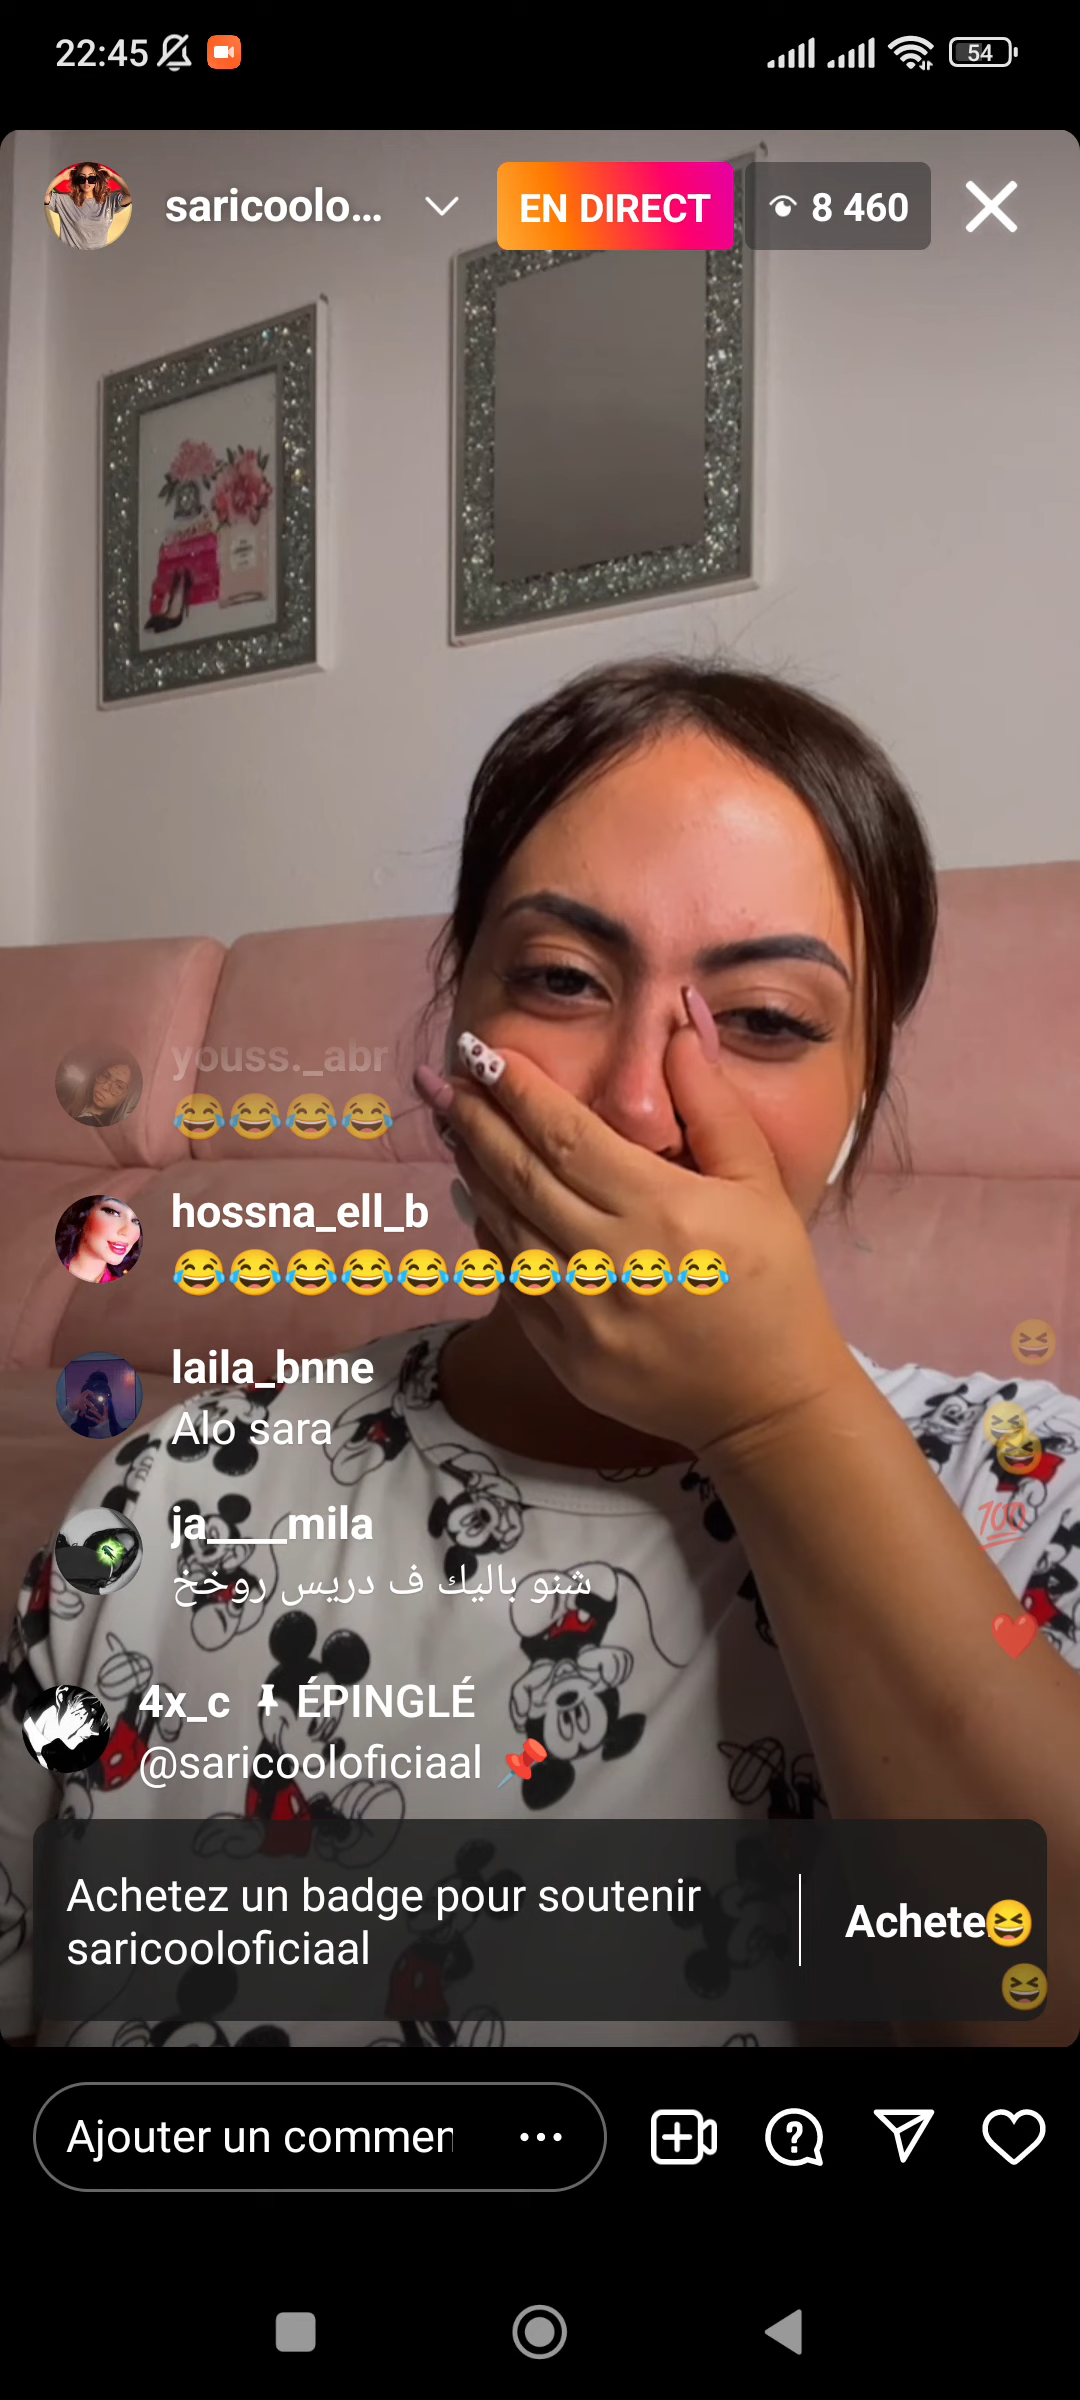 22:45
54
saricoolo...
EN DIRECT
8 460
youss._abr
😂😂😂😂
hossna_ell_b
😂😂😂😂😂😂😂😂😂😂
laila_bnne
Alo sara
ja____mila
شنو باليك ف دريس روخخ
4x_c ÉPINGLÉ
@saricooloficiaal 📌
Achetez un badge pour soutenir
saricooloficiaal
Achete
Ajouter un commen